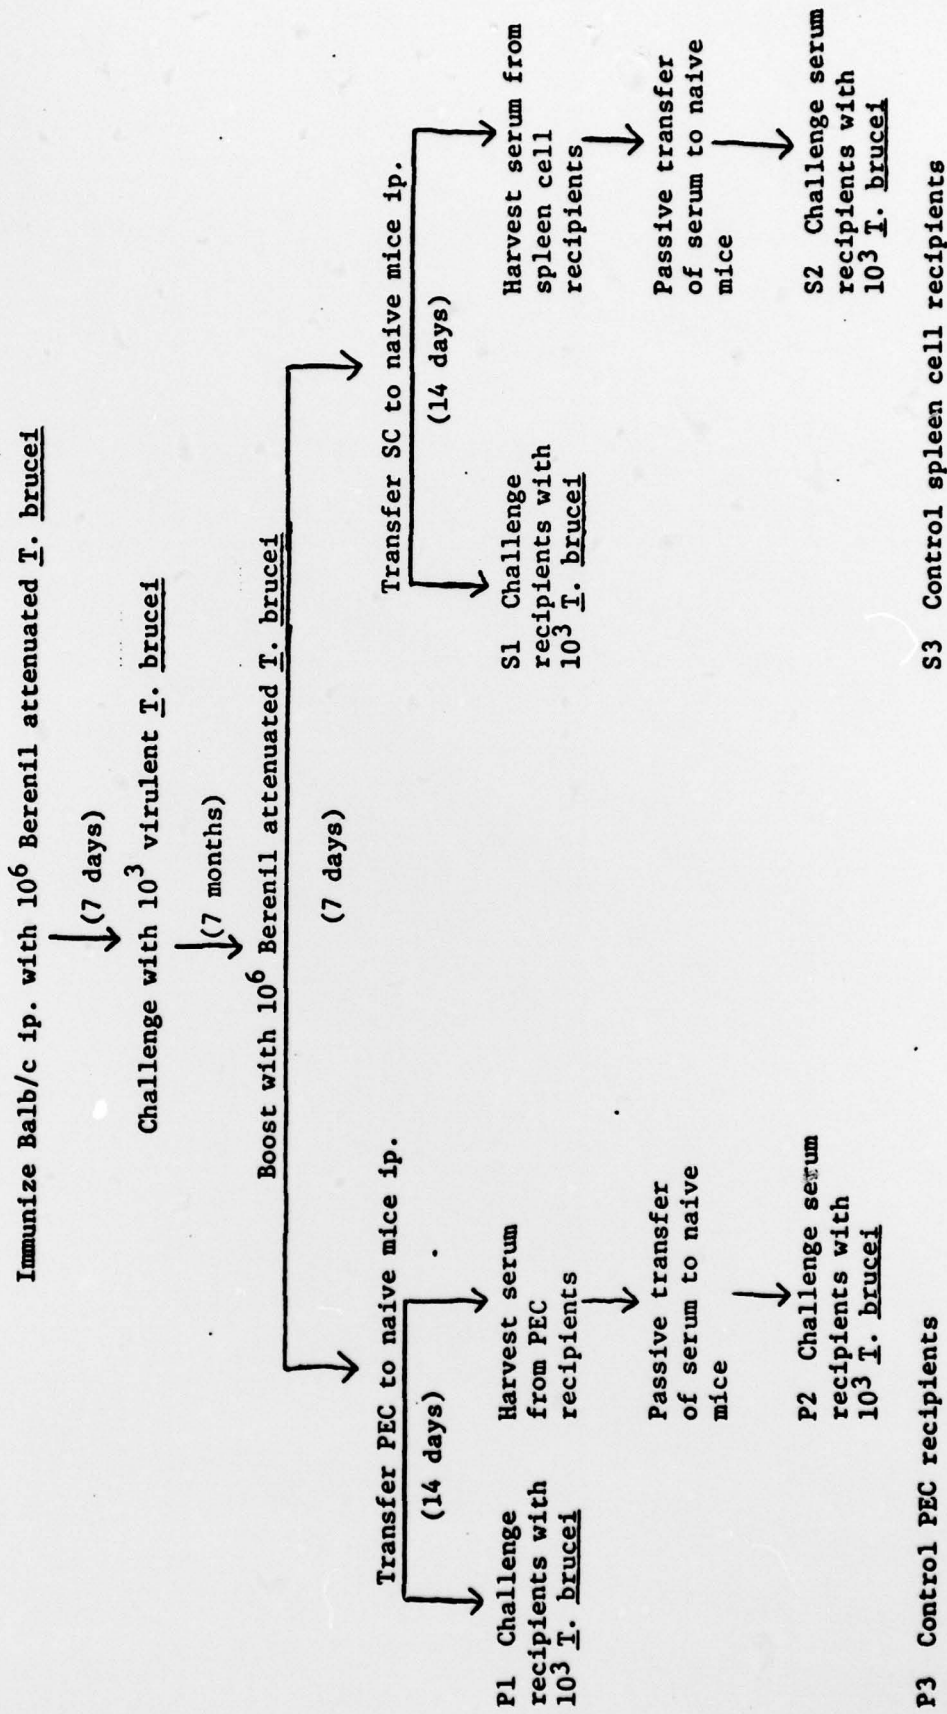 Immunize Balb/c ip. with 10⁶ Berenil attenuated T. brucei
(7 days)
Challenge with 10³ virulent T. brucei
(7 months)
Boost with 10⁶ Berenil attenuated T. brucei
(7 days)
Transfer PEC to naive mice ip.
(14 days)
P1 Challenge
recipients with
10³ T. brucei
Harvest serum
from PEC
recipients
Passive transfer
of serum to naive
mice
P2 Challenge serum
recipients with
10³ T. brucei
P3 Control PEC recipients
Transfer SC to naive mice ip.
(14 days)
S1 Challenge
recipients with
10³ T. brucei
Harvest serum from
spleen cell
recipients
Passive transfer
of serum to naive
mice
S2 Challenge serum
recipients with
10³ T. brucei
S3 Control spleen cell recipients